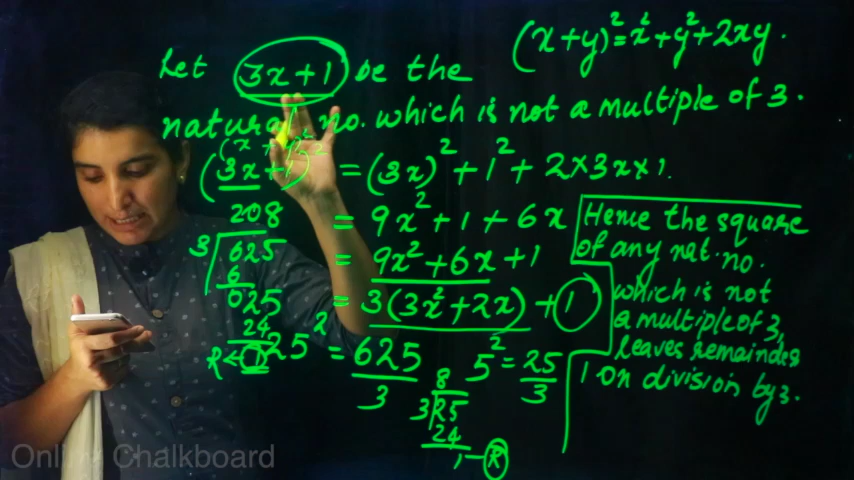 (x+y)²=x²+y²+2xy.
Let 3x+1 be the
natural no. which is not a multiple of 3.
(x+y)²
(3x+1)² = (3x)²+1²+2×3x×1.
= 9x²+1+6x
= 9x²+6x+1
= 3(3x²+2x)+1
208
3 625
6
025
24
R← 1
25² = 625
3
5² = 25
3
8
3 25
24
1-R
Hence the square
of any nat. no.
which is not
a multiple of 3,
leaves remainder
1 on division by 3.
Online Chalkboard